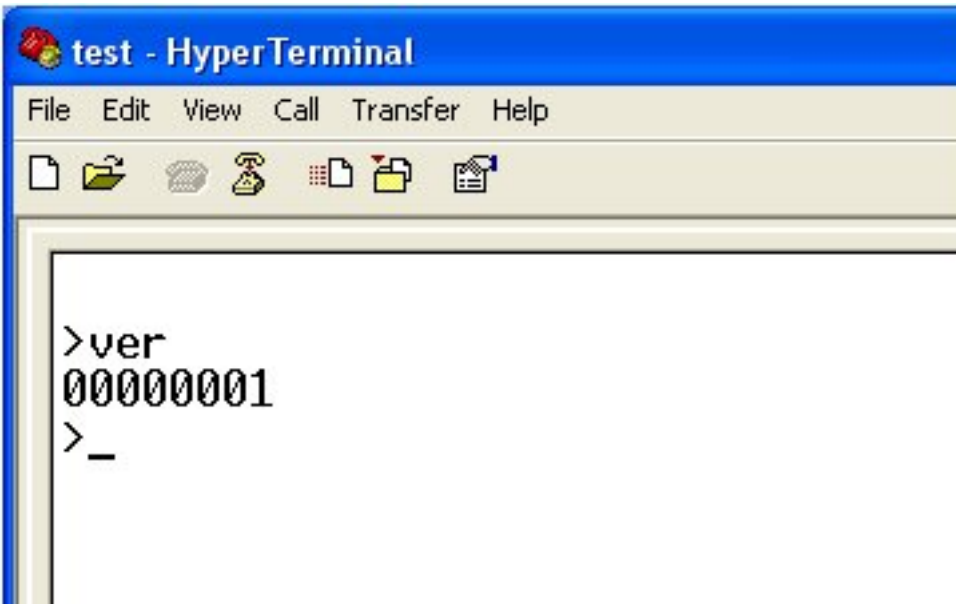 test - HyperTerminal
File Edit View Call Transfer Help
>ver
00000001
>_